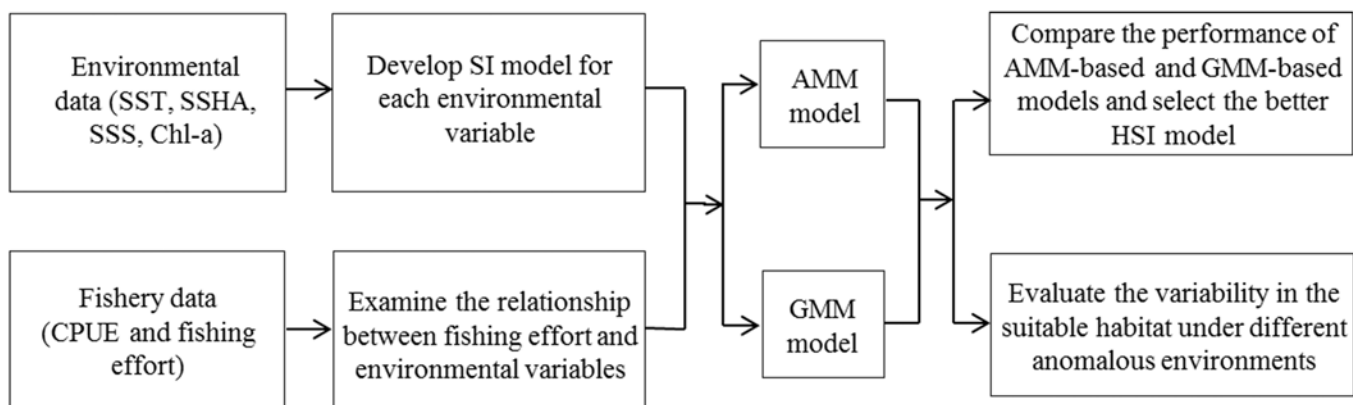 Environmental
data (SST, SSHA,
SSS, Chl-a)
Develop SI model for
each environmental
variable
AMM
model
Compare the performance of
AMM-based and GMM-based
models and select the better
HSI model
Fishery data
(CPUE and fishing
effort)
Examine the relationship
between fishing effort and
environmental variables
GMM
model
Evaluate the variability in the
suitable habitat under different
anomalous environments